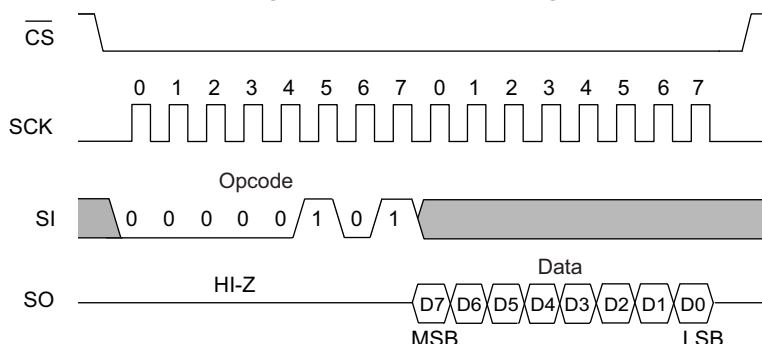 CS
0 1 2 3 4 5 6 7 0 1 2 3 4 5 6 7
SCK
Opcode
SI 0 0 0 0 0 1 0 1
Data
HI-Z
SO D7 D6 D5 D4 D3 D2 D1 D0
MSB LSB